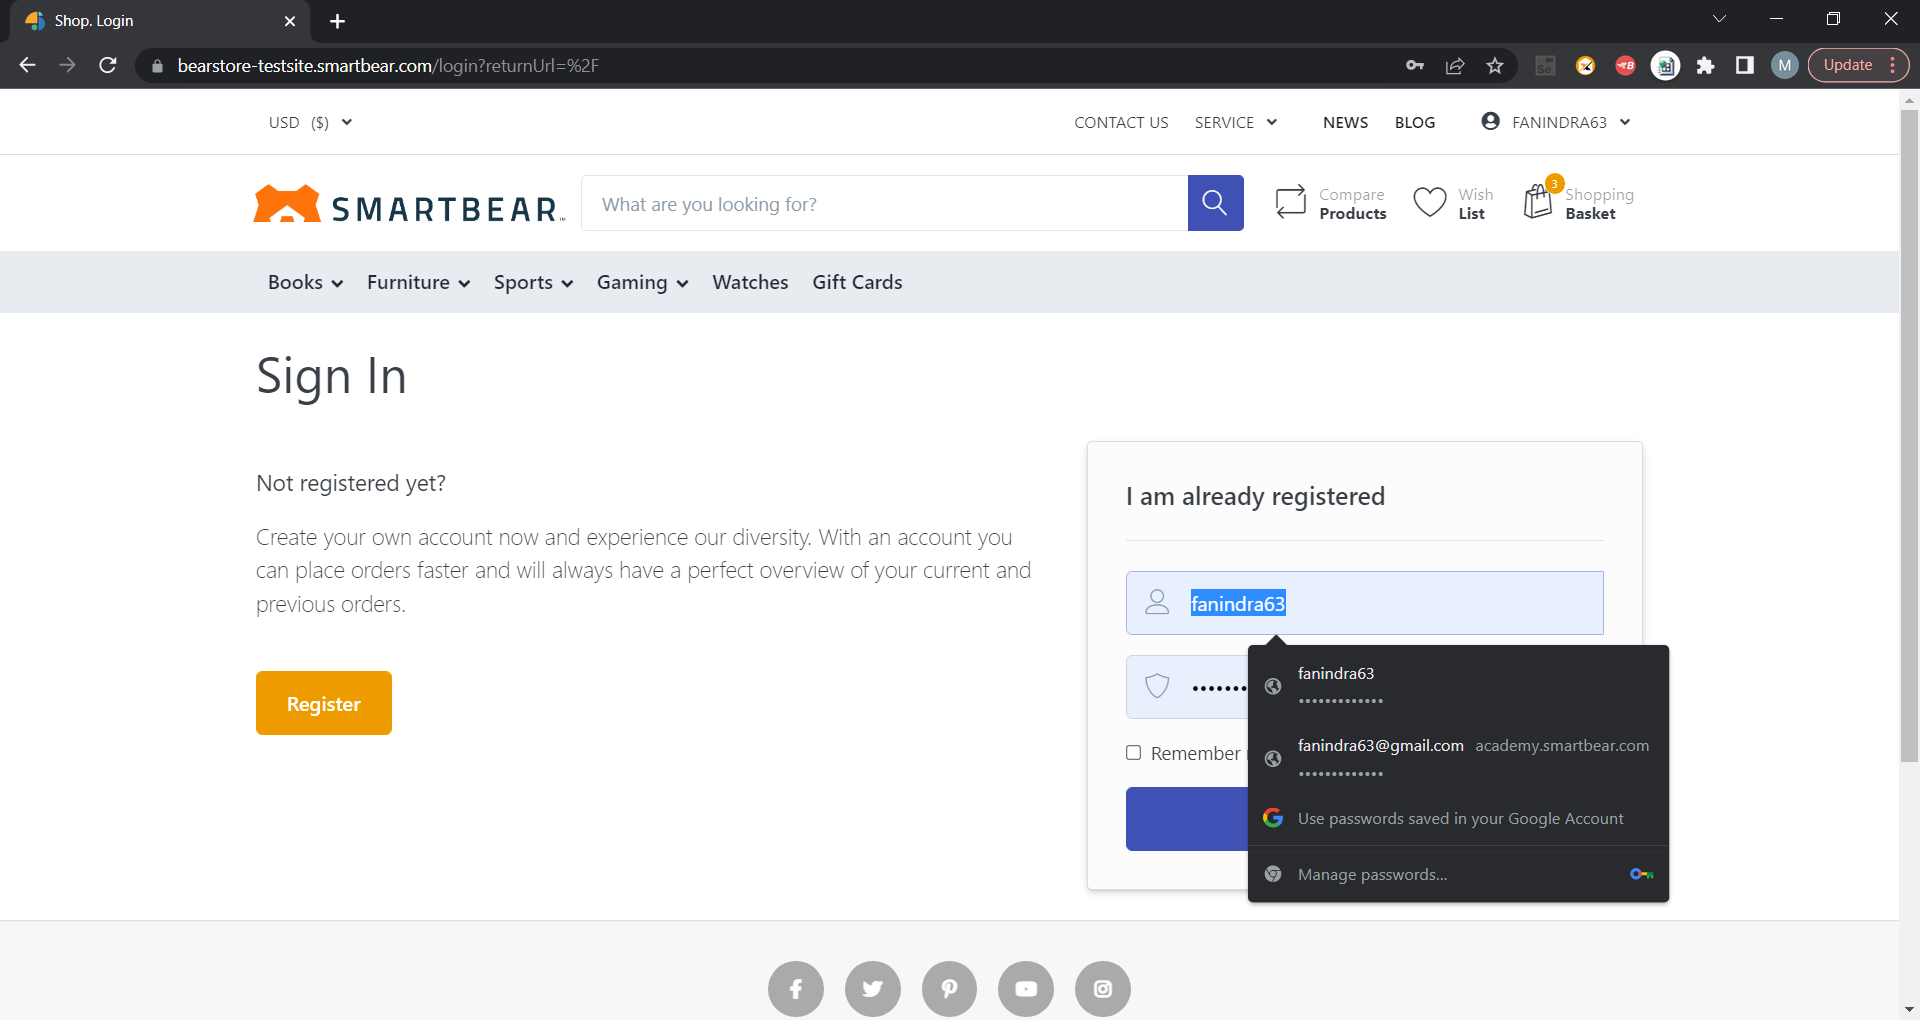 Shop. Login
bearstore-testsite.smartbear.com/login?returnUrl=%2F
Se
B
M
Update
USD ($)
CONTACT US
SERVICE
NEWS
BLOG
FANINDRA63
SMARTBEAR™
What are you looking for?
Compare
Products
Wish
List
3
Shopping
Basket
Books
Furniture
Sports
Gaming
Watches
Gift Cards
Sign In
Not registered yet?
Create your own account now and experience our diversity. With an account you
can place orders faster and will always have a perfect overview of your current and
previous orders.
Register
I am already registered
fanindra63
•••••••
Remember
fanindra63
•••••••••••••
fanindra63@gmail.com academy.smartbear.com
•••••••••••••
Use passwords saved in your Google Account
Manage passwords...